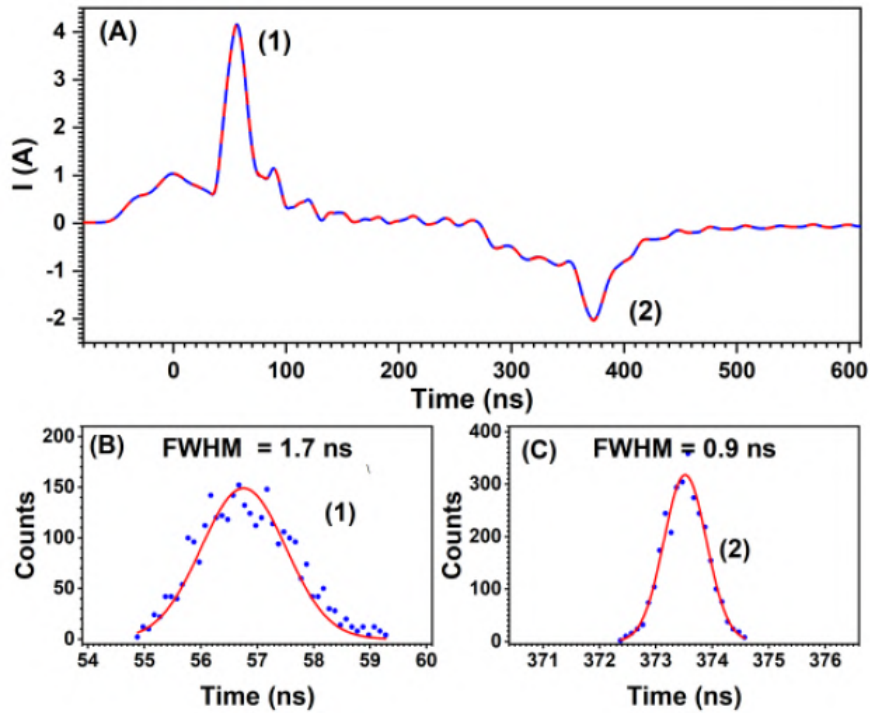 (A)
(1)
(2)
I (A)
4
3
2
1
0
-1
-2
0 100 200 300 400 500 600
Time (ns)
(B) FWHM = 1.7 ns
(1)
Counts
200
150
100
50
0
54 55 56 57 58 59 60
Time (ns)
(C) FWHM = 0.9 ns
(2)
Counts
400
300
200
100
0
371 372 373 374 375 376
Time (ns)